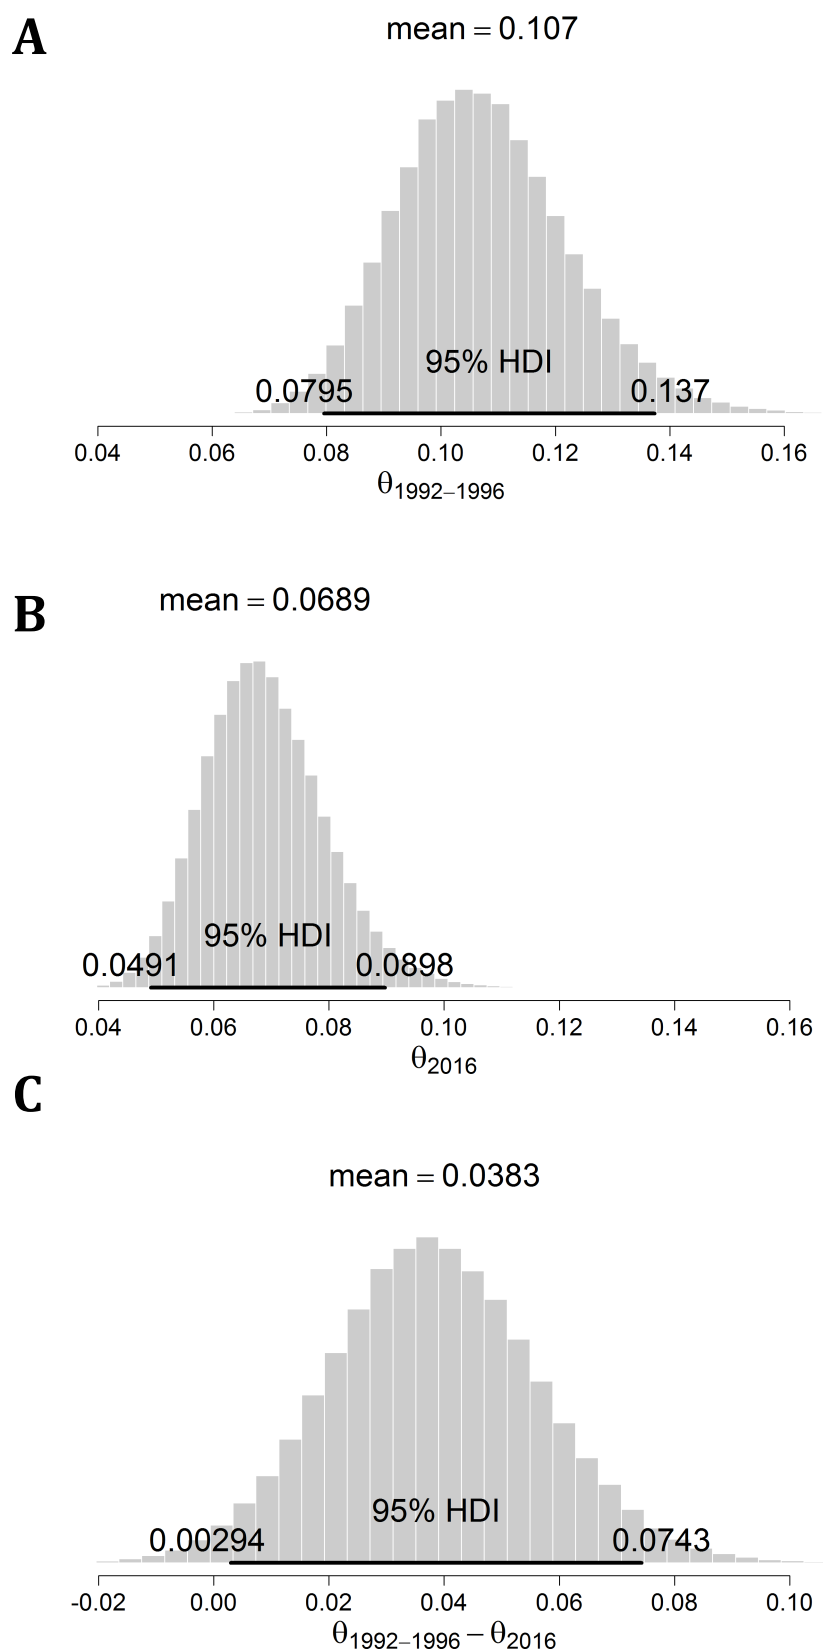 A
mean = 0.107
95% HDI
0.0795 0.137
0.04 0.06 0.08 0.10 0.12 0.14 0.16
θ1992−1996
B
mean = 0.0689
95% HDI
0.0491 0.0898
0.04 0.06 0.08 0.10 0.12 0.14 0.16
θ2016
C
mean = 0.0383
95% HDI
0.00294 0.0743
-0.02 0.00 0.02 0.04 0.06 0.08 0.10
θ1992−1996 − θ2016